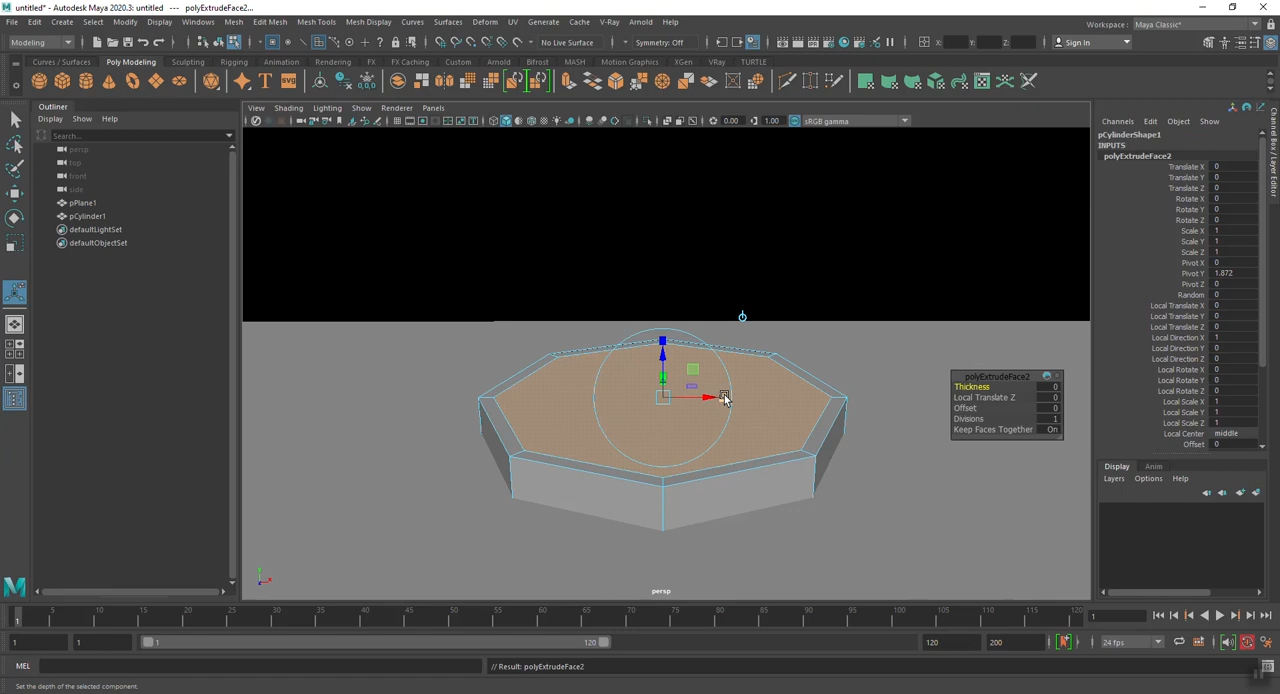 untitled* - Autodesk Maya 2020.3: untitled --- polyExtrudeFace2...
File Edit Create Select Modify Display Windows Mesh Edit Mesh Mesh Tools Mesh Display Curves Surfaces Deform UV Generate Cache V-Ray Arnold Help
Workspace : Maya Classic*
Modeling No Live Surface Symmetry: Off X: Y: Z: Sign In
Curves / Surfaces Poly Modeling Sculpting Rigging Animation Rendering FX FX Caching Custom Arnold Bifrost MASH Motion Graphics XGen VRay TURTLE
SVG
Outliner
Display Show Help
Search...
persp
top
front
side
pPlane1
pCylinder1
defaultLightSet
defaultObjectSet
View Shading Lighting Show Renderer Panels
0.00 1.00 sRGB gamma
polyExtrudeFace2
Thickness 0
Local Translate Z 0
Offset 0
Divisions 1
Keep Faces Together On
persp
Channels Edit Object Show
pCylinderShape1
INPUTS
polyExtrudeFace2
Translate X 0
Translate Y 0
Translate Z 0
Rotate X 0
Rotate Y 0
Rotate Z 0
Scale X 1
Scale Y 1
Scale Z 1
Pivot X 0
Pivot Y 1.872
Pivot Z 0
Random 0
Local Translate X 0
Local Translate Y 0
Local Translate Z 0
Local Direction X 1
Local Direction Y 0
Local Direction Z 0
Local Rotate X 0
Local Rotate Y 0
Local Rotate Z 0
Local Scale X 1
Local Scale Y 1
Local Scale Z 1
Local Center middle
Offset 0
Channel Box / Layer Editor
Display Anim
Layers Options Help
5 10 15 20 25 30 35 40 45 50 55 60 65 70 75 80 85 90 95 100 105 110 115 120
1 1
1 1 1 120 120 200 24 fps
MEL // Result: polyExtrudeFace2
Set the depth of the selected component.